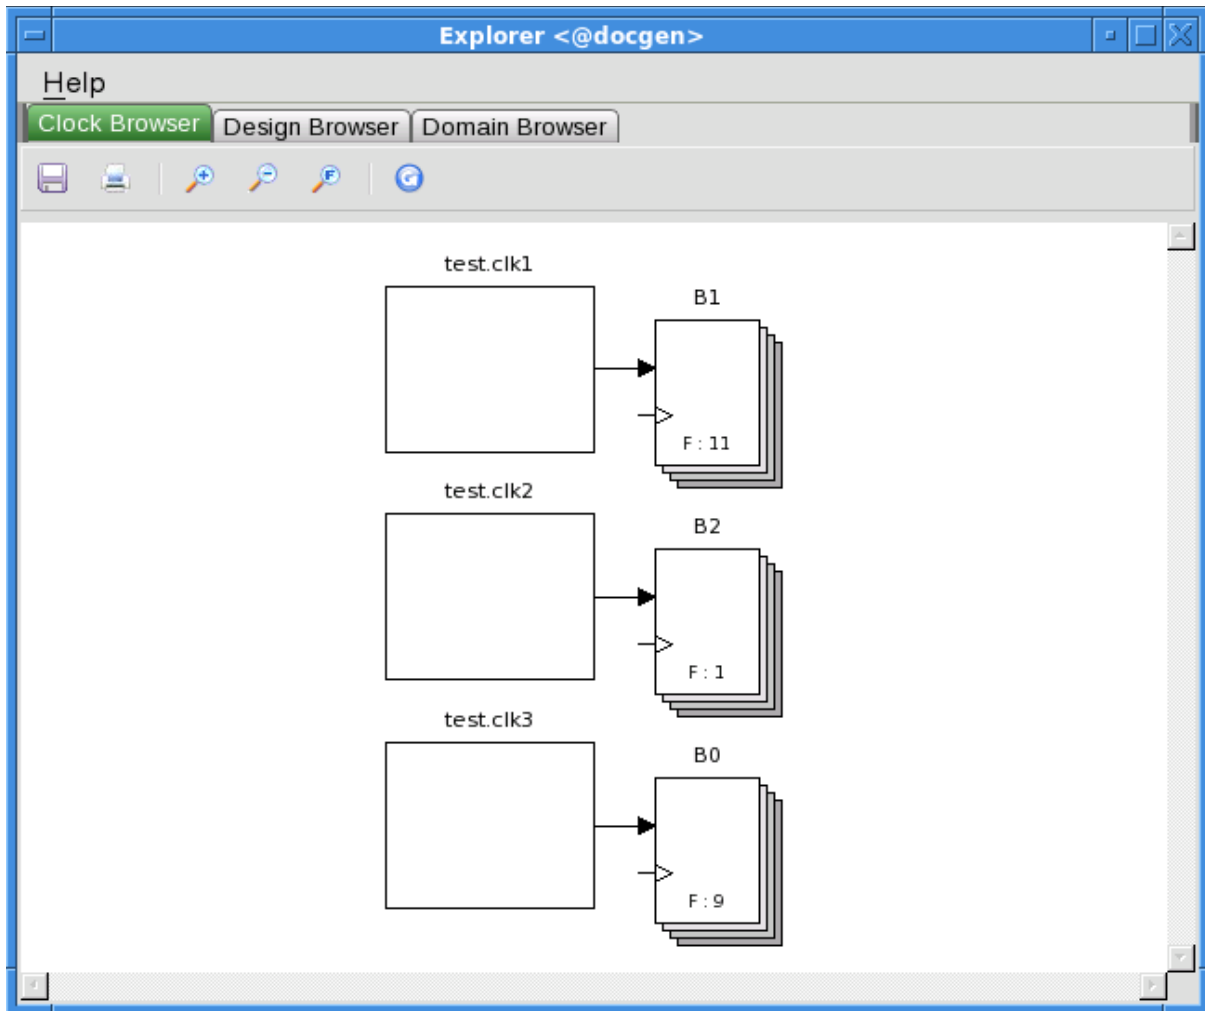 Explorer <@docgen>
Help
Clock Browser Design Browser Domain Browser
F
test.clk1
B1
F : 11
test.clk2
B2
F : 1
test.clk3
B0
F : 9